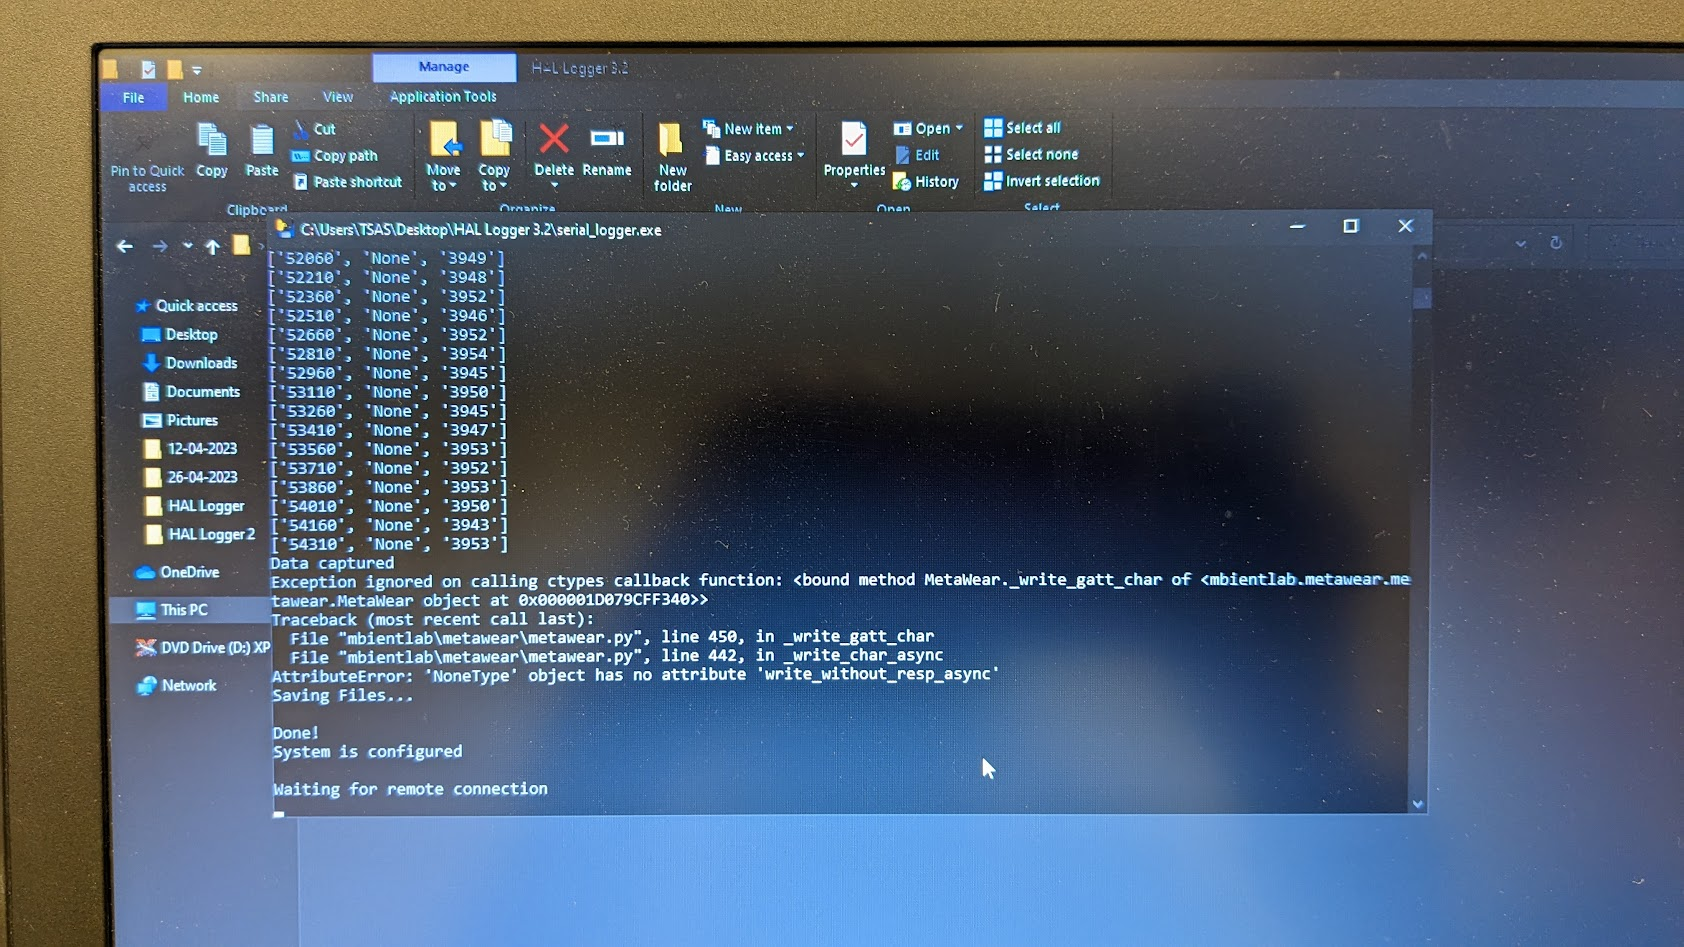 Manage
File
Home
Share
View
Application Tools
Pin to Quick
access
Copy
Paste
Cut
Copy path
Paste shortcut
Move
to
Copy
to
Delete
Rename
New
folder
New item
Easy access
Properties
Open
Edit
History
Select all
Select none
Invert selection
Clipboard
Organize
New
Open
Select
C:\Users\TSAS\Desktop\HAL Logger 3.2\serial_logger.exe
Quick access
Desktop
Downloads
Documents
Pictures
12-04-2023
26-04-2023
HAL Logger
HAL Logger 2
OneDrive
This PC
DVD Drive (D:) XP
Network
['52060', 'None', '3949']
['52210', 'None', '3948']
['52360', 'None', '3952']
['52510', 'None', '3946']
['52660', 'None', '3952']
['52810', 'None', '3954']
['52960', 'None', '3945']
['53110', 'None', '3950']
['53260', 'None', '3945']
['53410', 'None', '3947']
['53560', 'None', '3953']
['53710', 'None', '3952']
['53860', 'None', '3953']
['54010', 'None', '3950']
['54160', 'None', '3943']
['54310', 'None', '3953']
Data captured
Exception ignored on calling ctypes callback function: <bound method MetaWear._write_gatt_char of <mbientlab.metawear.me
tawear.MetaWear object at 0x000001D079CFF340>>
Traceback (most recent call last):
File "mbientlab\metawear\metawear.py", line 450, in _write_gatt_char
File "mbientlab\metawear\metawear.py", line 442, in _write_char_async
AttributeError: 'NoneType' object has no attribute 'write_without_resp_async'
Saving Files...
Done!
System is configured
Waiting for remote connection
HAL Logger 3.2